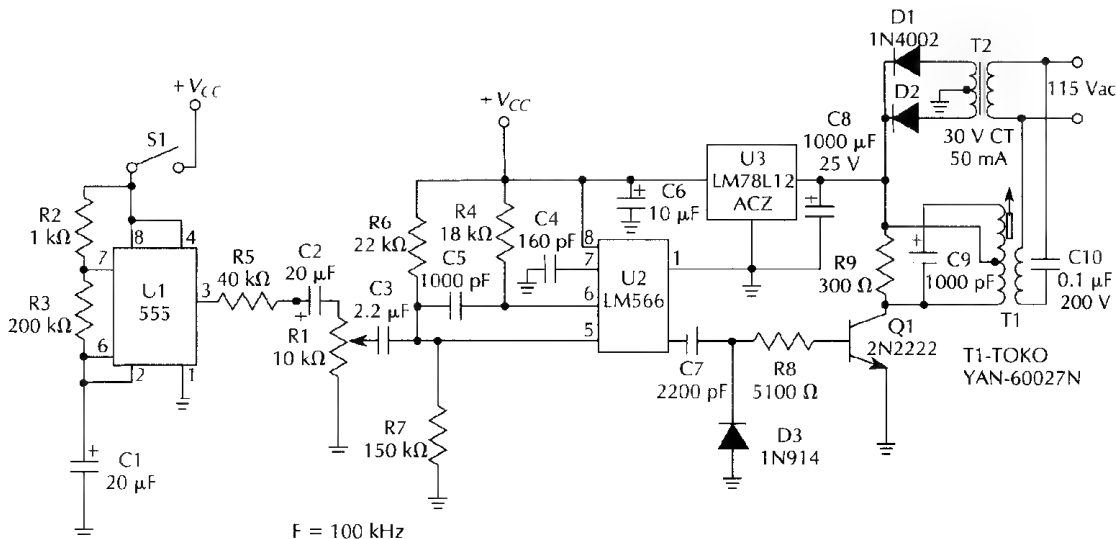 D1
1N4002
T2
+ VCC
D2
115 Vac
S1
+ VCC
C8
1000 µF
25 V
30 V CT
50 mA
U3
LM78L12
ACZ
R2
1 kΩ
8
4
R6
22 kΩ
R4
18 kΩ
C4
160 pF
+
C6
10 µF
+
7
U1
555
3
R5
40 kΩ
C2
20 µF
+
C5
1000 pF
8
7
U2
LM566
1
R9
300 Ω
+
C9
1000 pF
C10
0.1 µF
200 V
R3
200 kΩ
C3
2.2 µF
6
T1
6
R1
10 kΩ
5
Q1
2N2222
2
1
C7
2200 pF
R8
5100 Ω
T1-TOKO
YAN-60027N
+
C1
20 µF
R7
150 kΩ
D3
1N914
F = 100 kHz